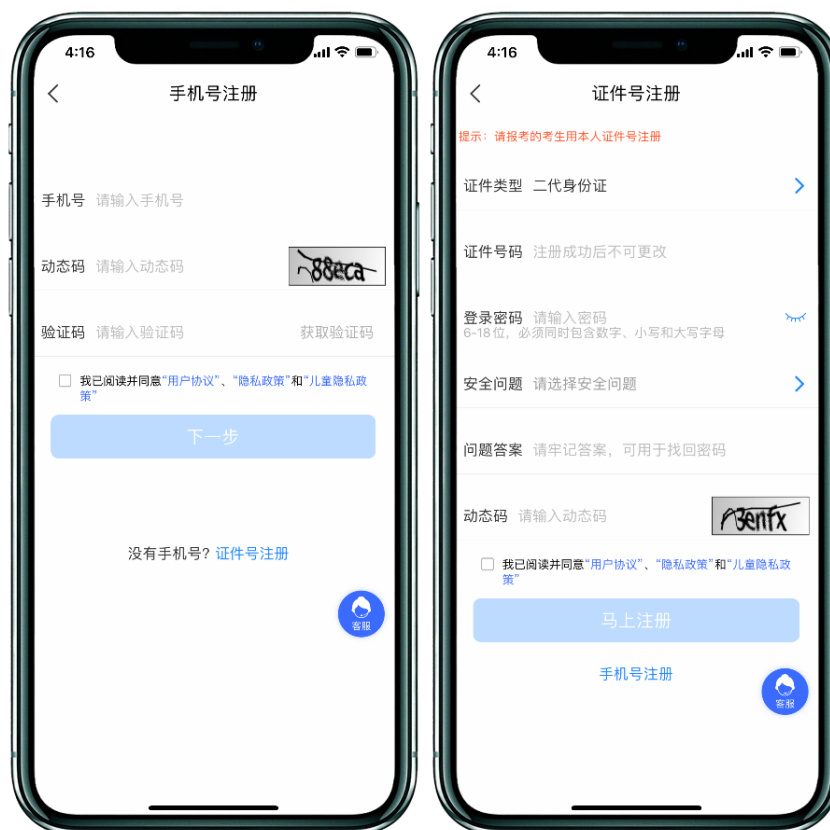 4:16
手机号注册
手机号 请输入手机号
动态码 请输入动态码 88eca
验证码 请输入验证码 获取验证码
我已阅读并同意“用户协议”、“隐私政策”和“儿童隐私政
策”
下一步
没有手机号? 证件号注册
客服
4:16
证件号注册
提示：请报考的考生用本人证件号注册
证件类型 二代身份证
证件号码 注册成功后不可更改
登录密码 请输入密码
6-18位，必须同时包含数字、小写和大写字母
安全问题 请选择安全问题
问题答案 请牢记答案，可用于找回密码
动态码 请输入动态码
我已阅读并同意“用户协议”、“隐私政策”和“儿童隐私政
策”
马上注册
手机号注册
客服